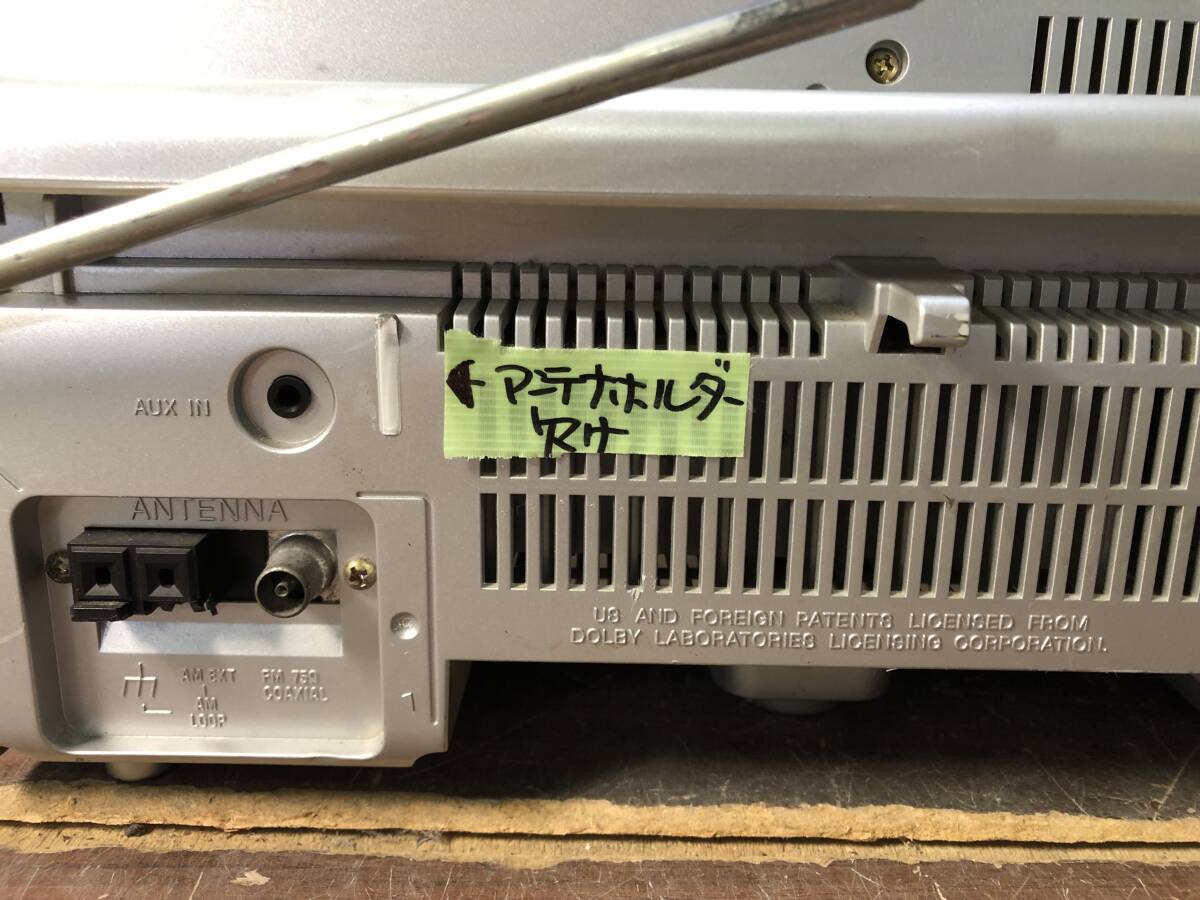 ← アンテナホルダー
欠け
AUX IN
ANTENNA
AM EXT
AM
LOOP
FM 75Ω
COAXIAL
US AND FOREIGN PATENTS LICENSED FROM
DOLBY LABORATORIES LICENSING CORPORATION.